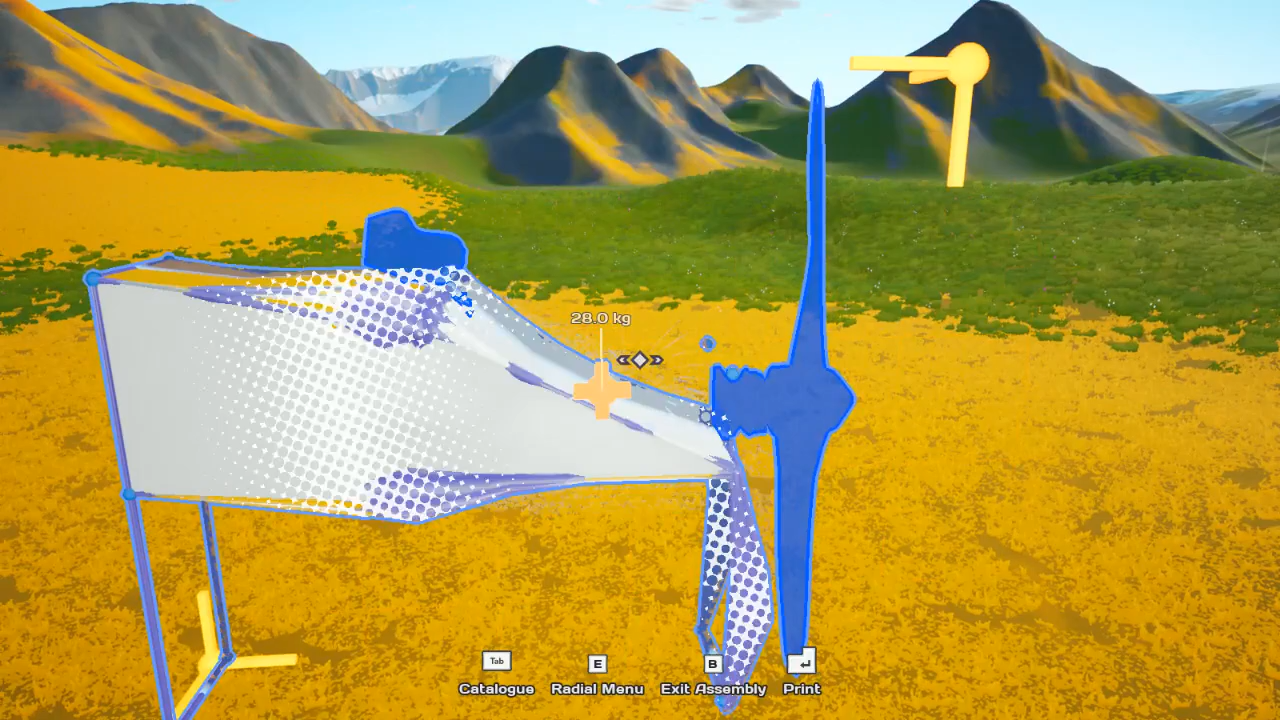 28.0 kg
Tab
E
B
Catalogue
Radial Menu
Exit Assembly
Print